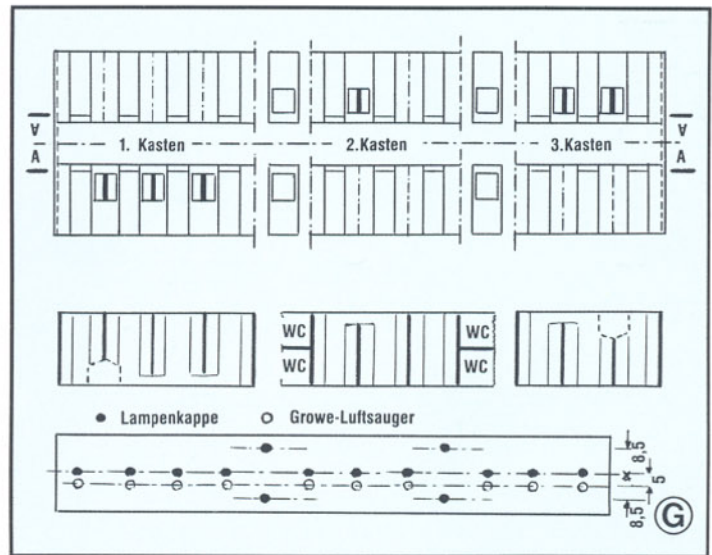 A
A
1. Kasten
2.Kasten
3.Kasten
A
A
WC
WC
WC
WC
Lampenkappe
Growe-Luftsauger
8,5
x
5
8,5
G